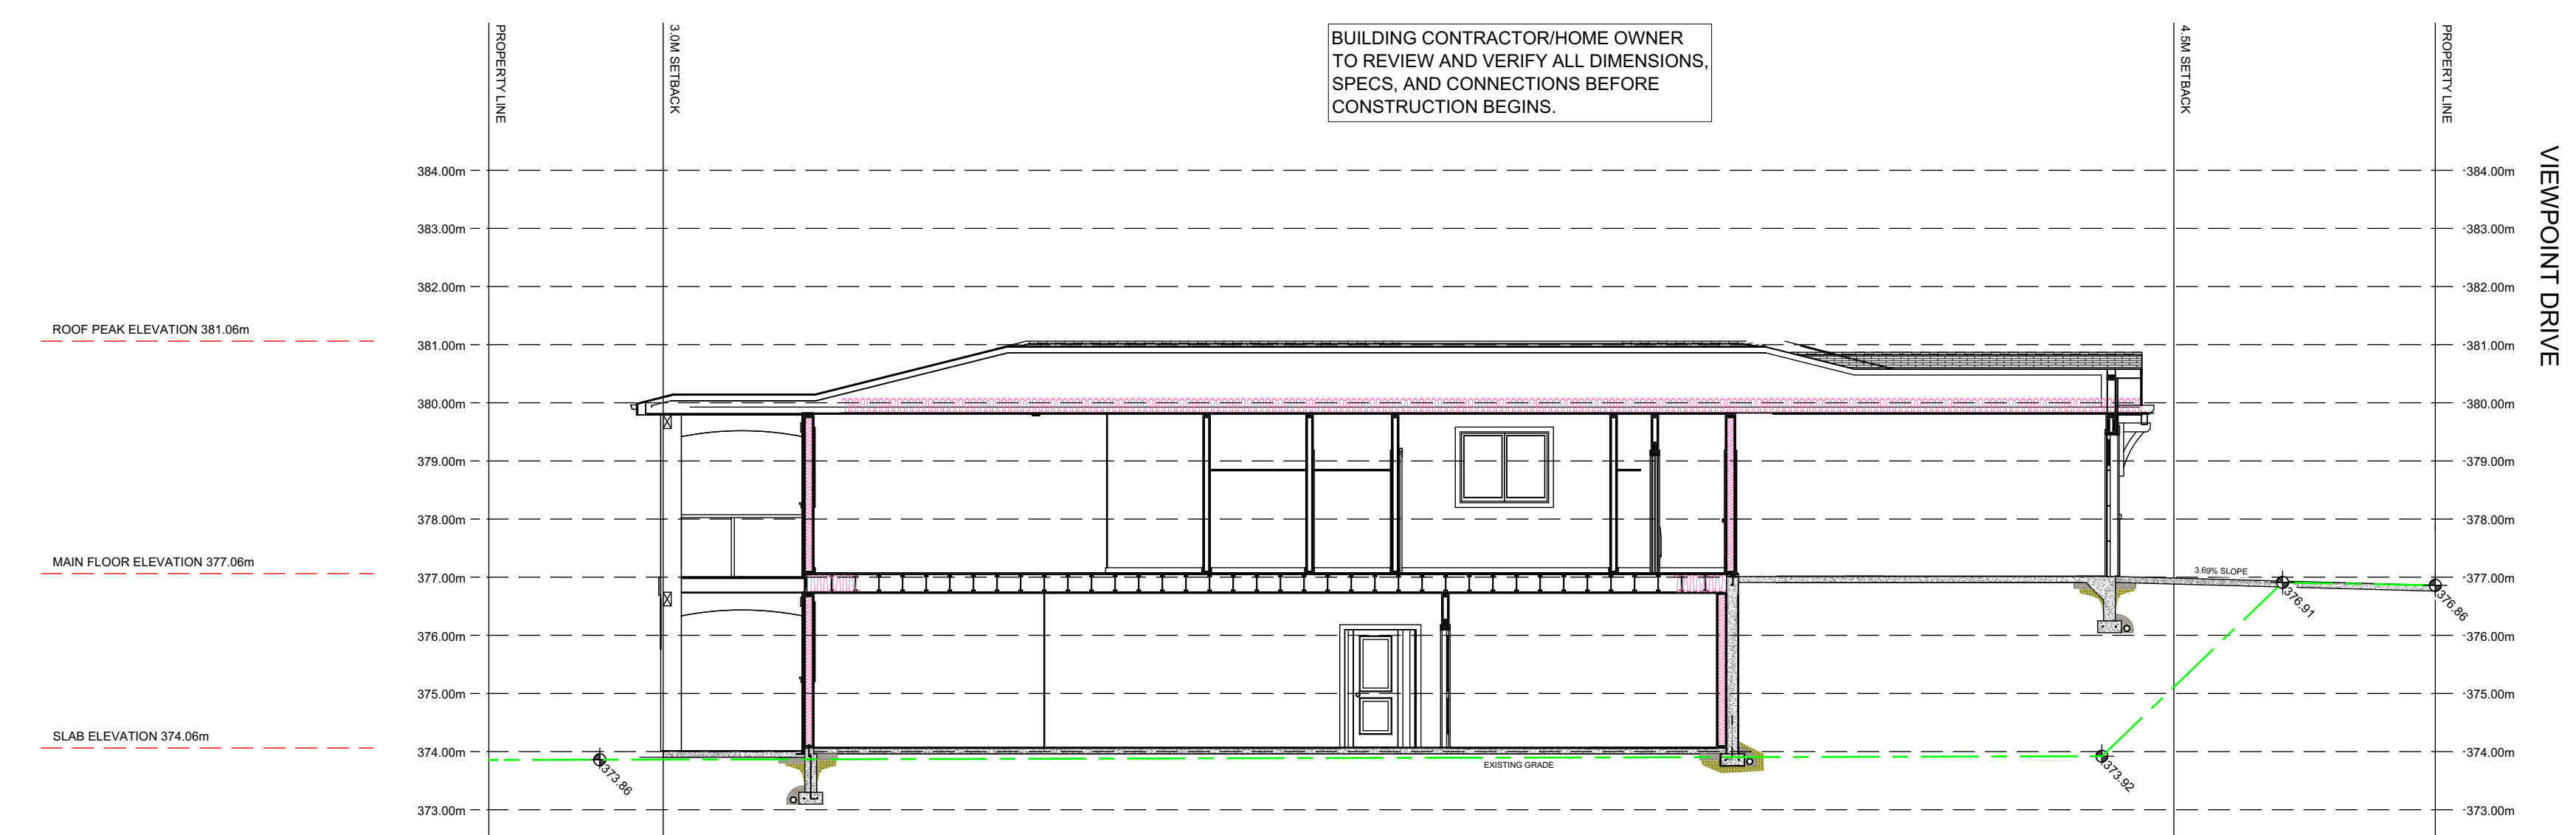 PROPERTY LINE
3.0M SETBACK
BUILDING CONTRACTOR/HOME OWNER
TO REVIEW AND VERIFY ALL DIMENSIONS,
SPECS, AND CONNECTIONS BEFORE
CONSTRUCTION BEGINS.
4.5M SETBACK
PROPERTY LINE
VIEWPOINT DRIVE
384.00m
384.00m
383.00m
383.00m
382.00m
382.00m
ROOF PEAK ELEVATION 381.06m
381.00m
381.00m
380.00m
380.00m
379.00m
379.00m
378.00m
378.00m
MAIN FLOOR ELEVATION 377.06m
377.00m
3.69% SLOPE
377.00m
376.91
376.86
376.00m
376.00m
375.00m
375.00m
SLAB ELEVATION 374.06m
374.00m
374.00m
373.86
EXISTING GRADE
373.92
373.00m
373.00m